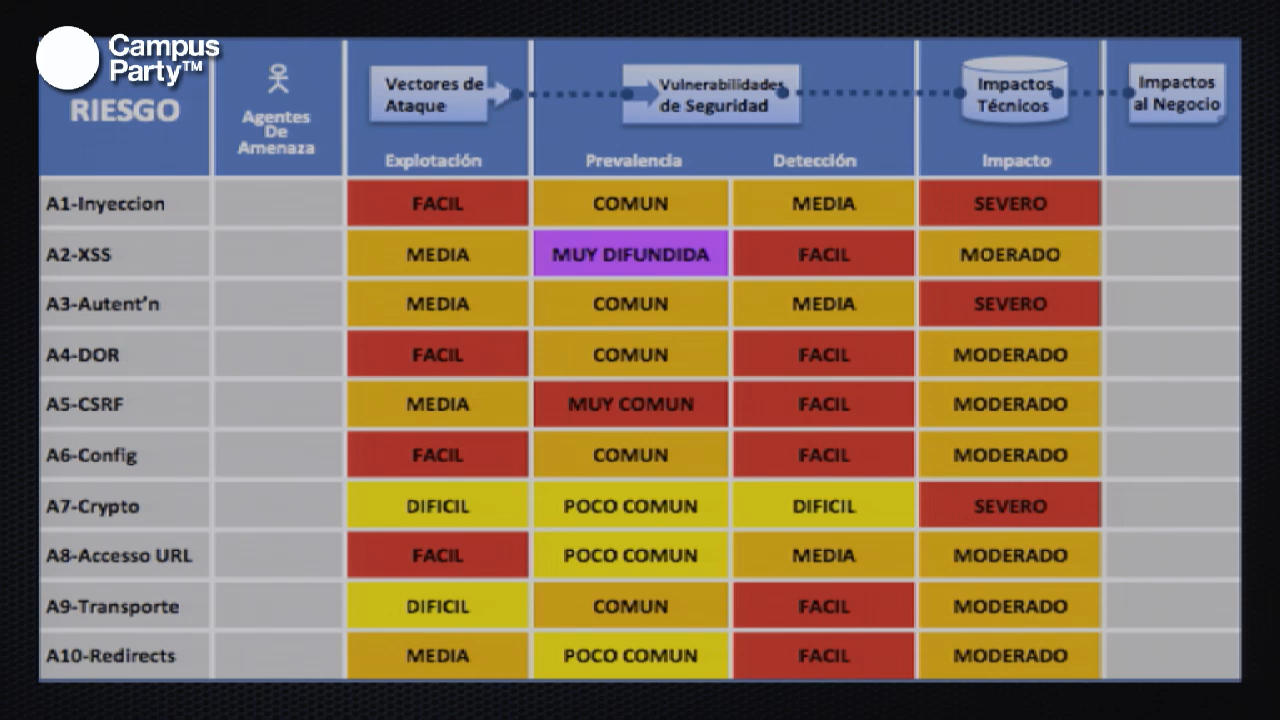 Campus
Party™
RIESGO
Agentes
De
Amenaza
Vectores de
Ataque
Explotación
Vulnerabilidades
de Seguridad
Prevalencia
Detección
Impactos
Técnicos
Impacto
Impactos
al Negocio
A1-Inyeccion FACIL COMUN MEDIA SEVERO
A2-XSS MEDIA MUY DIFUNDIDA FACIL MOERADO
A3-Autent’n MEDIA COMUN MEDIA SEVERO
A4-DOR FACIL COMUN FACIL MODERADO
A5-CSRF MEDIA MUY COMUN FACIL MODERADO
A6-Config FACIL COMUN FACIL MODERADO
A7-Crypto DIFICIL POCO COMUN DIFICIL SEVERO
A8-Accesso URL FACIL POCO COMUN MEDIA MODERADO
A9-Transporte DIFICIL COMUN FACIL MODERADO
A10-Redirects MEDIA POCO COMUN FACIL MODERADO